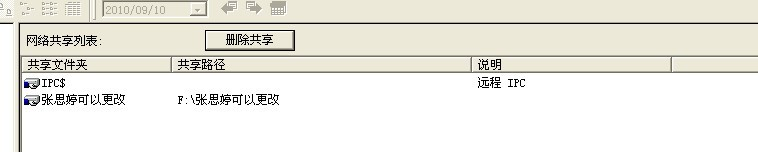 2010/09/10
网络共享列表: 删除共享
共享文件夹 共享路径 说明
IPC$ 远程 IPC
张思婷可以更改 F:\张思婷可以更改